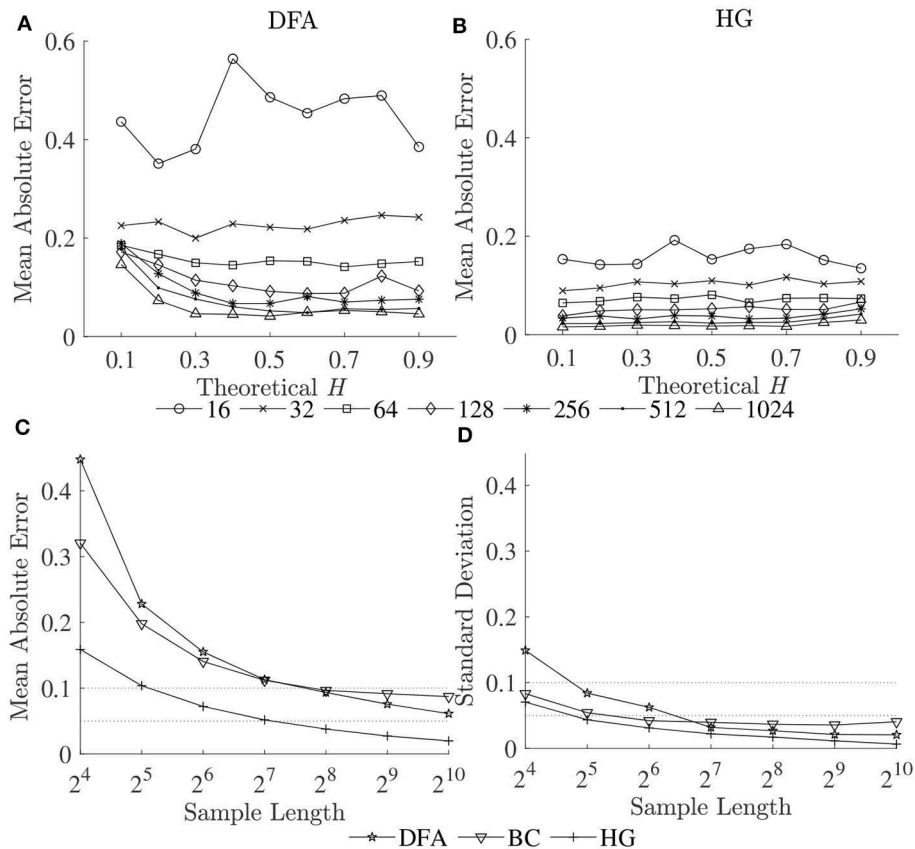 A DFA
Mean Absolute Error
0.6
0.4
0.2
0
0.1 0.3 0.5 0.7 0.9
Theoretical H
B HG
Mean Absolute Error
0.6
0.4
0.2
0
0.1 0.3 0.5 0.7 0.9
Theoretical H
16 32 64 128 256 512 1024
C
Mean Absolute Error
0.4
0.3
0.2
0.1
0
2^4 2^5 2^6 2^7 2^8 2^9 2^10
Sample Length
D
Standard Deviation
0.4
0.3
0.2
0.1
0
2^4 2^5 2^6 2^7 2^8 2^9 2^10
Sample Length
DFA BC HG